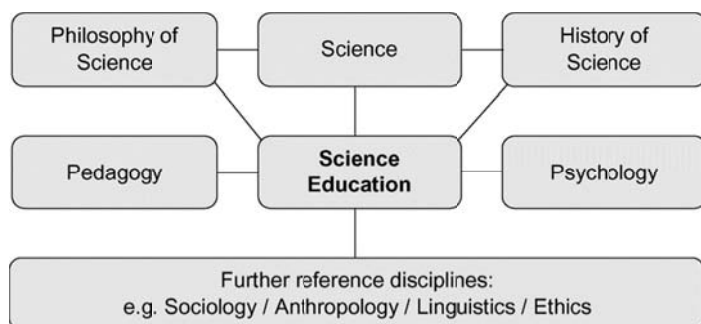 Philosophy of
Science
Science
History of
Science
Pedagogy
Science
Education
Psychology
Further reference disciplines:
e.g. Sociology / Anthropology / Linguistics / Ethics